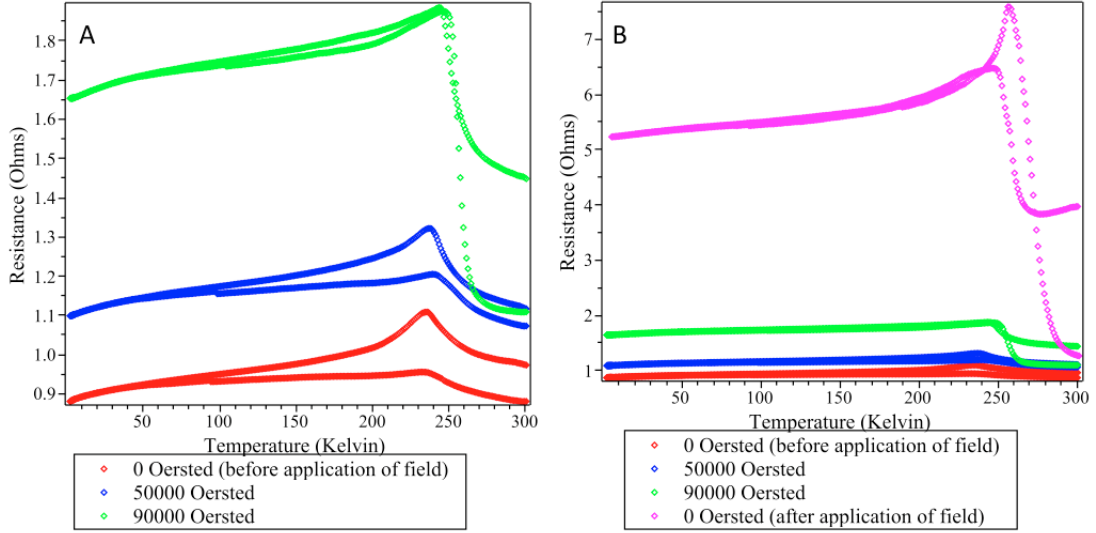 A
Resistance (Ohms)
1.8
1.7
1.6
1.5
1.4
1.3
1.2
1.1
1.0
0.9
50
100
150
200
250
300
Temperature (Kelvin)
0 Oersted (before application of field)
50000 Oersted
90000 Oersted
B
Resistance (Ohms)
7
6
5
4
3
2
1
50
100
150
200
250
300
Temperature (Kelvin)
0 Oersted (before application of field)
50000 Oersted
90000 Oersted
0 Oersted (after application of field)